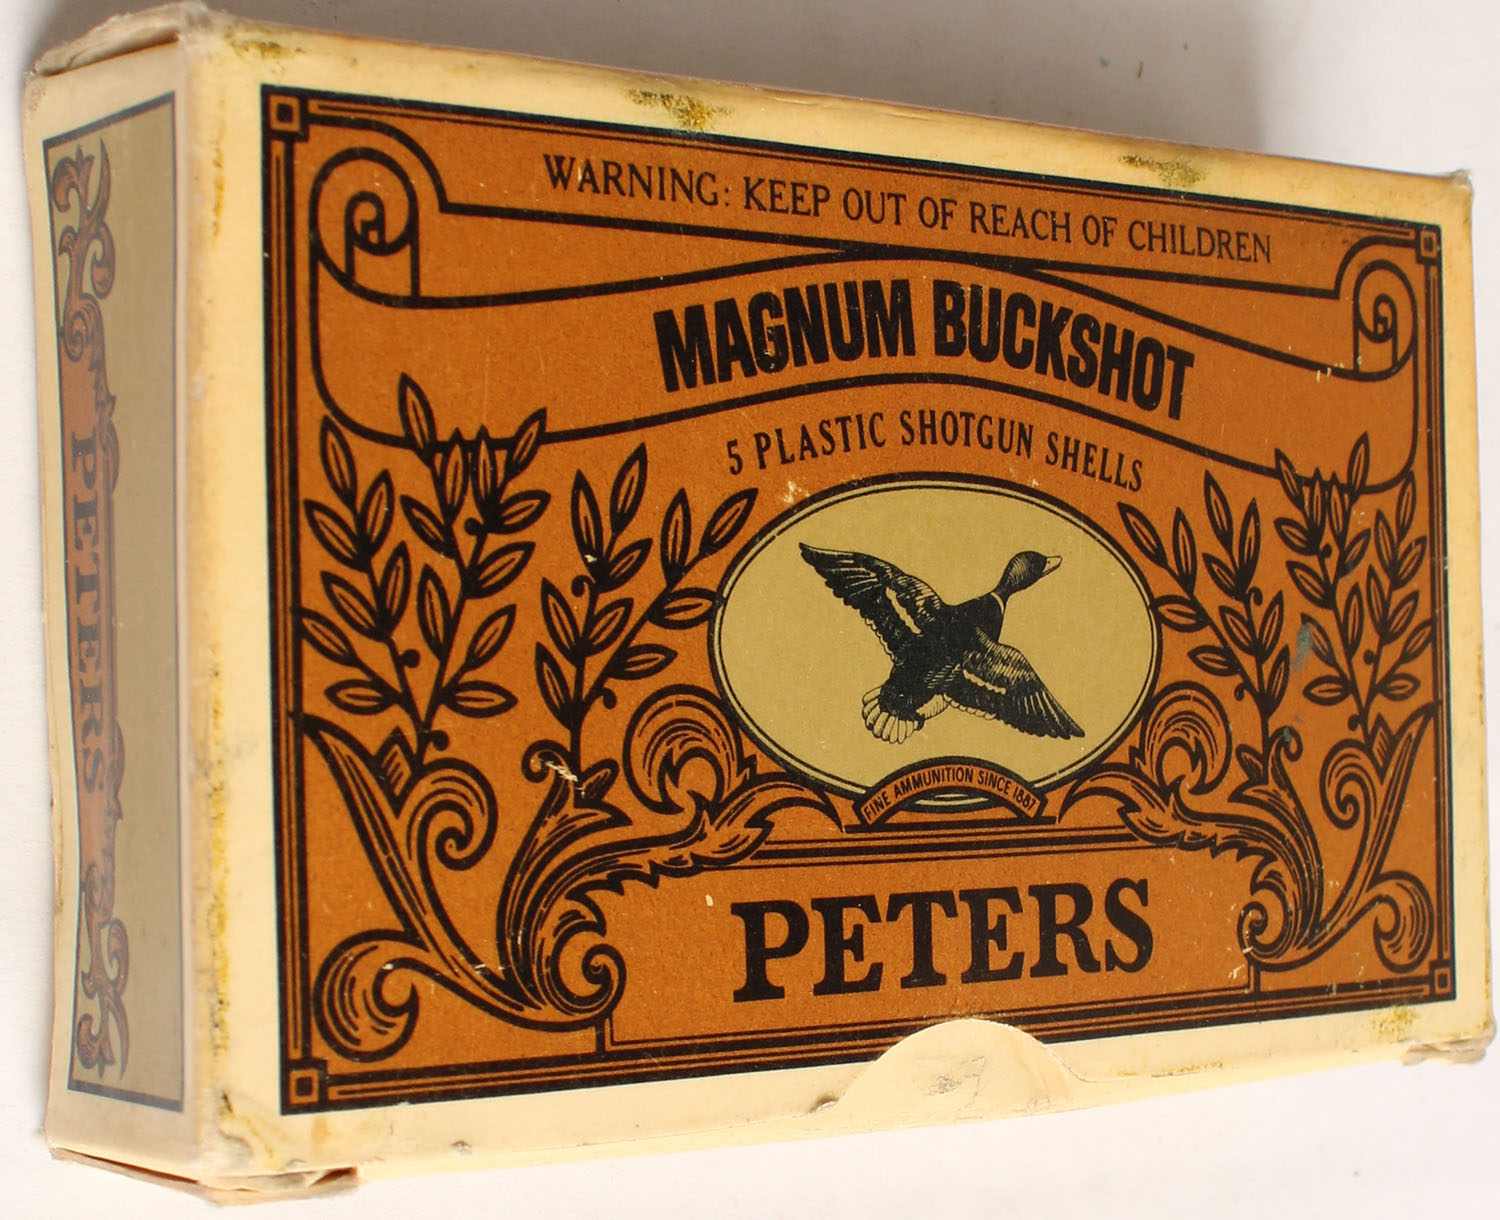 WARNING: KEEP OUT OF REACH OF CHILDREN
MAGNUM BUCKSHOT
5 PLASTIC SHOTGUN SHELLS
FINE AMMUNITION SINCE 1887
PETERS
PETERS